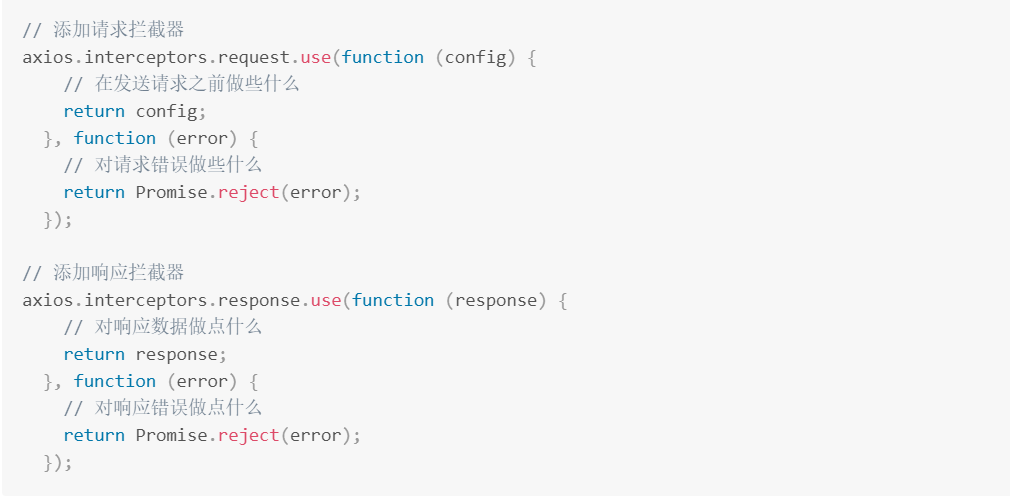 // 添加请求拦截器
axios.interceptors.request.use(function (config) {
    // 在发送请求之前做些什么
    return config;
  }, function (error) {
    // 对请求错误做些什么
    return Promise.reject(error);
  });

// 添加响应拦截器
axios.interceptors.response.use(function (response) {
    // 对响应数据做点什么
    return response;
  }, function (error) {
    // 对响应错误做点什么
    return Promise.reject(error);
  });